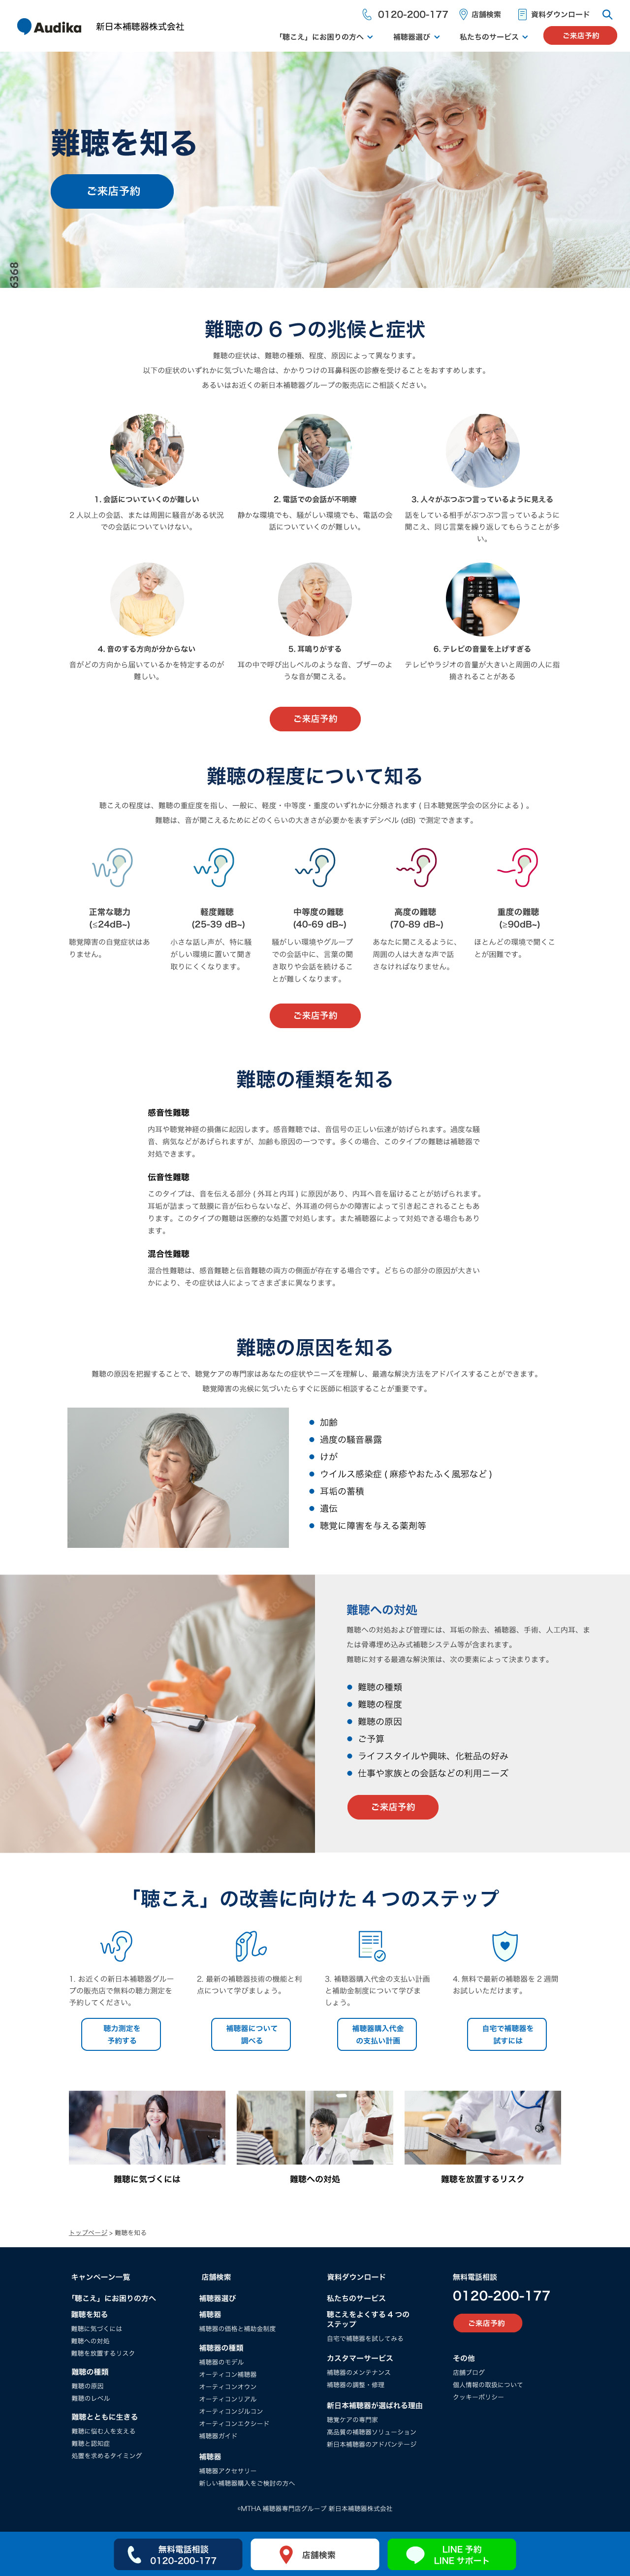 Audika 新日本補聴器株式会社
0120-200-177 店舗検索 資料ダウンロード
「聴こえ」にお困りの方へ 補聴器選び 私たちのサービス ご来店予約
難聴を知る
ご来店予約
6368
難聴の 6 つの兆候と症状
難聴の症状は、難聴の種類、程度、原因によって異なります。
以下の症状のいずれかに気づいた場合は、かかりつけの耳鼻科医の診療を受けることをおすすめします。
あるいはお近くの新日本補聴器グループの販売店にご相談ください。
1. 会話についていくのが難しい
2 人以上の会話、または周囲に騒音がある状況
での会話についていけない。
2. 電話での会話が不明瞭
静かな環境でも、騒がしい環境でも、電話の会
話についていくのが難しい。
3. 人々がぶつぶつ言っているように見える
話をしている相手がぶつぶつ言っているように
聞こえ、同じ言葉を繰り返してもらうことが多
い。
4. 音のする方向が分からない
音がどの方向から届いているかを特定するのが
難しい。
5. 耳鳴りがする
耳の中で呼び出しベルのような音、ブザーのよ
うな音が聞こえる。
6. テレビの音量を上げすぎる
テレビやラジオの音量が大きいと周囲の人に指
摘されることがある
ご来店予約
難聴の程度について知る
聴こえの程度は、難聴の重症度を指し、一般に、軽度・中等度・重度のいずれかに分類されます ( 日本聴覚医学会の区分による ) 。
難聴は、音が聞こえるためにどのくらいの大きさが必要かを表すデシベル (dB) で測定できます。
正常な聴力
(≤24dB~)
聴覚障害の自覚症状はあ
りません。
軽度難聴
(25-39 dB~)
小さな話し声が、特に騒
がしい環境に置いて聞き
取りにくくなります。
中等度の難聴
(40-69 dB~)
騒がしい環境やグループ
での会話中に、言葉の聞
き取りや会話を続けるこ
とが難しくなります。
高度の難聴
(70-89 dB~)
あなたに聞こえるように、
周囲の人は大きな声で話
さなければなりません。
重度の難聴
(≥90dB~)
ほとんどの環境で聞くこ
とが困難です。
ご来店予約
難聴の種類を知る
感音性難聴
内耳や聴覚神経の損傷に起因します。感音難聴では、音信号の正しい伝達が妨げられます。過度な騒
音、病気などがあげられますが、加齢も原因の一つです。多くの場合、このタイプの難聴は補聴器で
対処できます。
伝音性難聴
このタイプは、音を伝える部分 ( 外耳と内耳 ) に原因があり、内耳へ音を届けることが妨げられます。
耳垢が詰まって鼓膜に音が伝わらないなど、外耳道の何らかの障害によって引き起こされることもあ
ります。このタイプの難聴は医療的な処置で対処します。また補聴器によって対処できる場合もあり
ます。
混合性難聴
混合性難聴は、感音難聴と伝音難聴の両方の側面が存在する場合です。どちらの部分の原因が大きい
かにより、その症状は人によってさまざまに異なります。
難聴の原因を知る
難聴の原因を把握することで、聴覚ケアの専門家はあなたの症状やニーズを理解し、最適な解決方法をアドバイスすることができます。
聴覚障害の兆候に気づいたらすぐに医師に相談することが重要です。
加齢
過度の騒音暴露
けが
ウイルス感染症 ( 麻疹やおたふく風邪など )
耳垢の蓄積
遺伝
聴覚に障害を与える薬剤等
難聴への対処
難聴への対処および管理には、耳垢の除去、補聴器、手術、人工内耳、ま
たは骨導埋め込み式補聴システム等が含まれます。
難聴に対する最適な解決策は、次の要素によって決まります。
難聴の種類
難聴の程度
難聴の原因
ご予算
ライフスタイルや興味、化粧品の好み
仕事や家族との会話などの利用ニーズ
ご来店予約
「聴こえ」の改善に向けた 4 つのステップ
1. お近くの新日本補聴器グルー
プの販売店で無料の聴力測定を
予約してください。
聴力測定を
予約する
2. 最新の補聴器技術の機能と利
点について学びましょう。
補聴器について
調べる
3. 補聴器購入代金の支払い計画
と補助金制度について学びま
しょう。
補聴器購入代金
の支払い計画
4. 無料で最新の補聴器を 2 週間
お試しいただけます。
自宅で補聴器を
試すには
難聴に気づくには
難聴への対処
難聴を放置するリスク
トップページ > 難聴を知る
キャンペーン一覧
「聴こえ」にお困りの方へ
難聴を知る
難聴に気づくには
難聴への対処
難聴を放置するリスク
難聴の種類
難聴の原因
難聴のレベル
難聴とともに生きる
難聴に悩む人を支える
難聴と認知症
処置を求めるタイミング
店舗検索
補聴器選び
補聴器
補聴器の価格と補助金制度
補聴器の種類
補聴器のモデル
オーティコン補聴器
オーティコンオウン
オーティコンリアル
オーティコンジルコン
オーティコンエクシード
補聴器ガイド
補聴器
補聴器アクセサリー
新しい補聴器購入をご検討の方へ
資料ダウンロード
私たちのサービス
聴こえをよくする 4 つの
ステップ
自宅で補聴器を試してみる
カスタマーサービス
補聴器のメンテナンス
補聴器の調整・修理
新日本補聴器が選ばれる理由
聴覚ケアの専門家
高品質の補聴器ソリューション
新日本補聴器のアドバンテージ
無料電話相談
0120-200-177
ご来店予約
その他
店舗ブログ
個人情報の取扱について
クッキーポリシー
©MTHA 補聴器専門店グループ 新日本補聴器株式会社
無料電話相談
0120-200-177
店舗検索
LINE 予約
LINE サポート